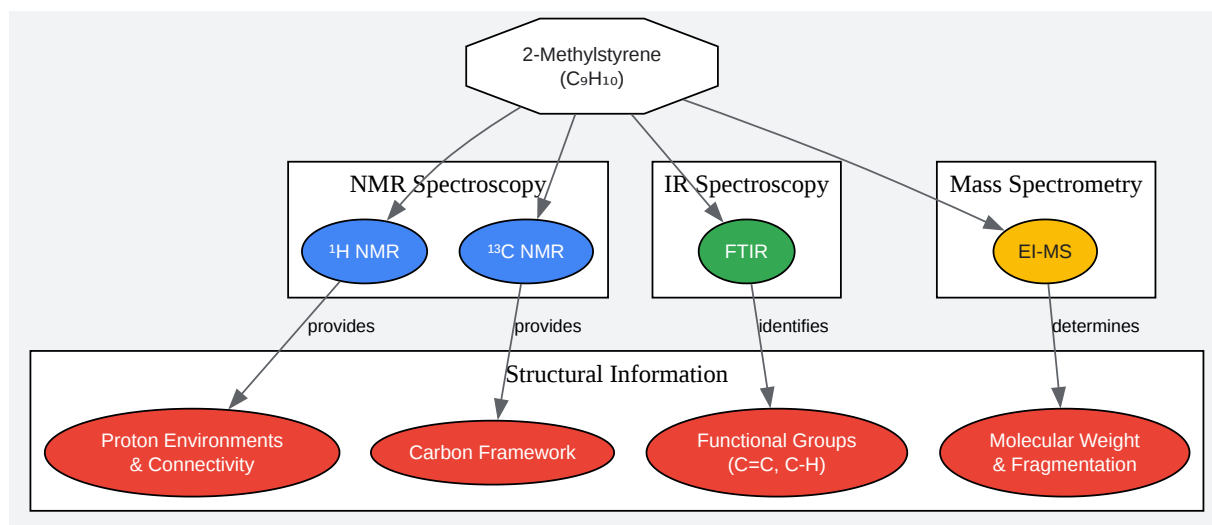 2-Methylstyrene
(C₉H₁₀)
NMR Spectroscopy
IR Spectroscopy
Mass Spectrometry
¹H NMR
¹³C NMR
FTIR
EI-MS
provides
provides
identifies
determines
Structural Information
Proton Environments
& Connectivity
Carbon Framework
Functional Groups
(C=C, C-H)
Molecular Weight
& Fragmentation